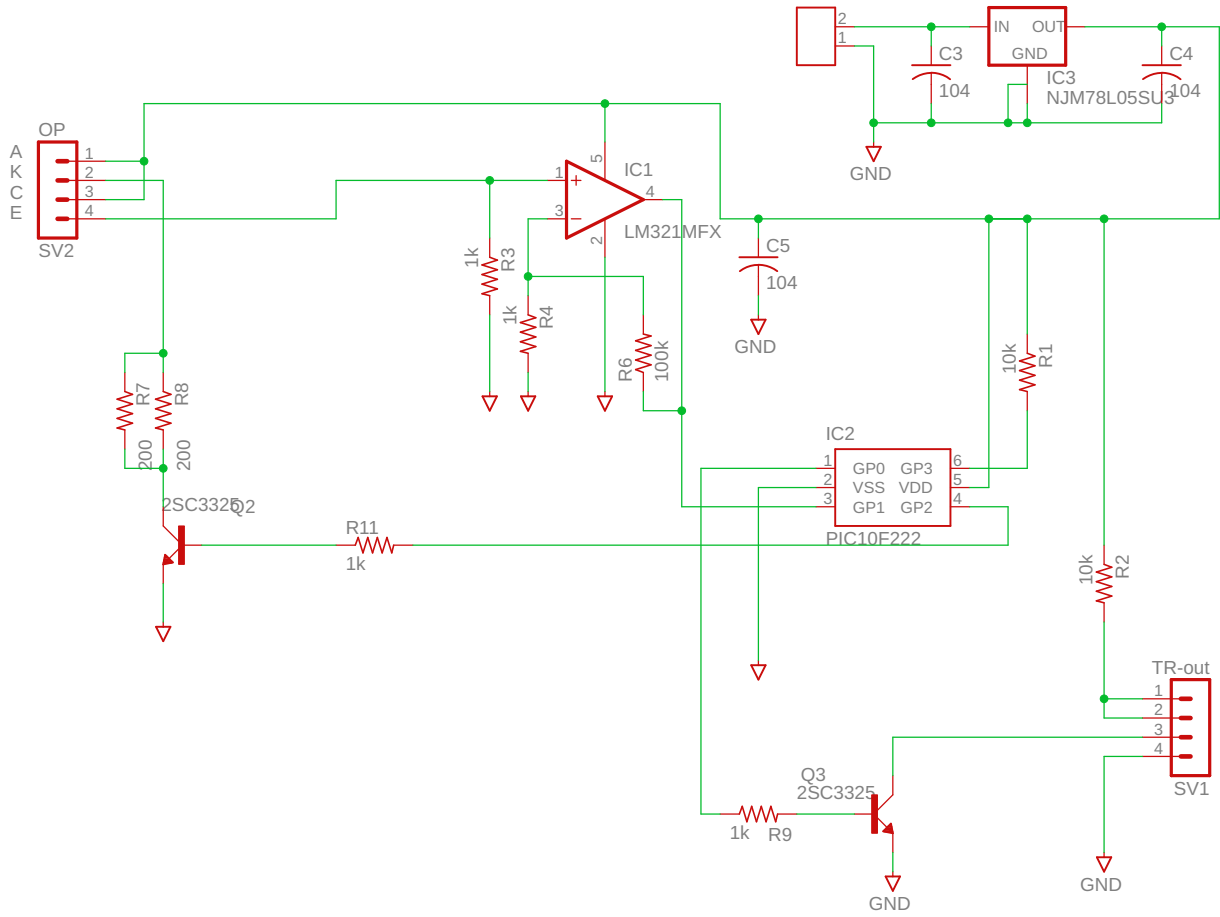 2
1
IN OUT
GND
C3
104
IC3
NJM78L05SU3
C4
104
GND
OP
A
K
C
E
1
2
3
4
SV2
5
1
+
3
−
2
4
IC1
LM321MFX
C5
104
GND
1k
R3
1k
R4
R6
100k
10k
R1
R7
200
R8
200
2SC3325
Q2
R11
1k
IC2
1 GP0 GP3 6
2 VSS VDD 5
3 GP1 GP2 4
PIC10F222
10k
R2
TR-out
1
2
3
4
SV1
Q3
2SC3325
1k R9
GND
GND